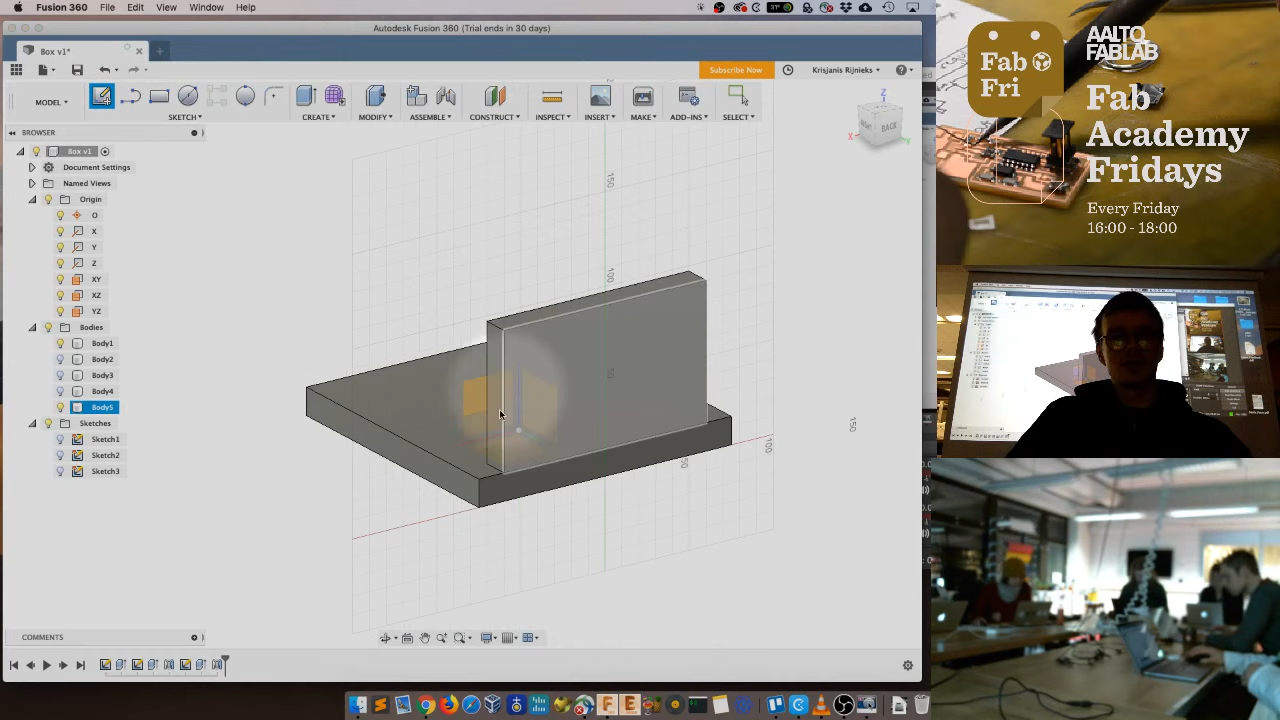 Fusion 360 File Edit View Window Help
31°
Autodesk Fusion 360 (Trial ends in 30 days)
Box v1*
Subscribe Now
Krisjanis Rijnieks
MODEL
SKETCH
CREATE
MODIFY
ASSEMBLE
CONSTRUCT
INSPECT
INSERT
MAKE
ADD-INS
SELECT
BROWSER
Box v1
Document Settings
Named Views
Origin
O
X
Y
Z
XY
XZ
YZ
Bodies
Body1
Body2
Body3
Body4
Body5
Sketches
Sketch1
Sketch2
Sketch3
150
100
50
50
100
150
Z
X
BACK
COMMENTS
Fab
Fri
AALTO
FABLAB
Fab
Academy
Fridays
Every Friday
16:00 - 18:00